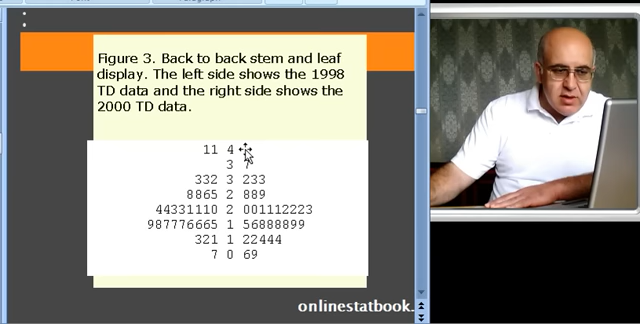 Figure 3. Back to back stem and leaf
display. The left side shows the 1998
TD data and the right side shows the
2000 TD data.
11 4
3 7
332 3 233
8865 2 889
44331110 2 001112223
987776665 1 56888899
321 1 22444
7 0 69
onlinestatbook.